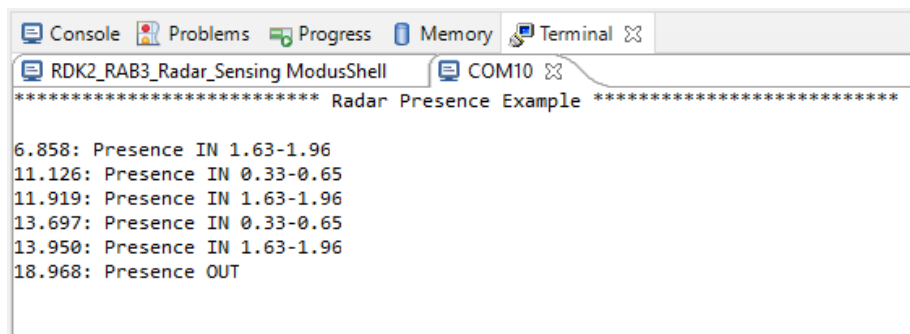 Console Problems Progress Memory Terminal
RDK2_RAB3_Radar_Sensing ModusShell COM10
*************************** Radar Presence Example ***************************
6.858: Presence IN 1.63-1.96
11.126: Presence IN 0.33-0.65
11.919: Presence IN 1.63-1.96
13.697: Presence IN 0.33-0.65
13.950: Presence IN 1.63-1.96
18.968: Presence OUT